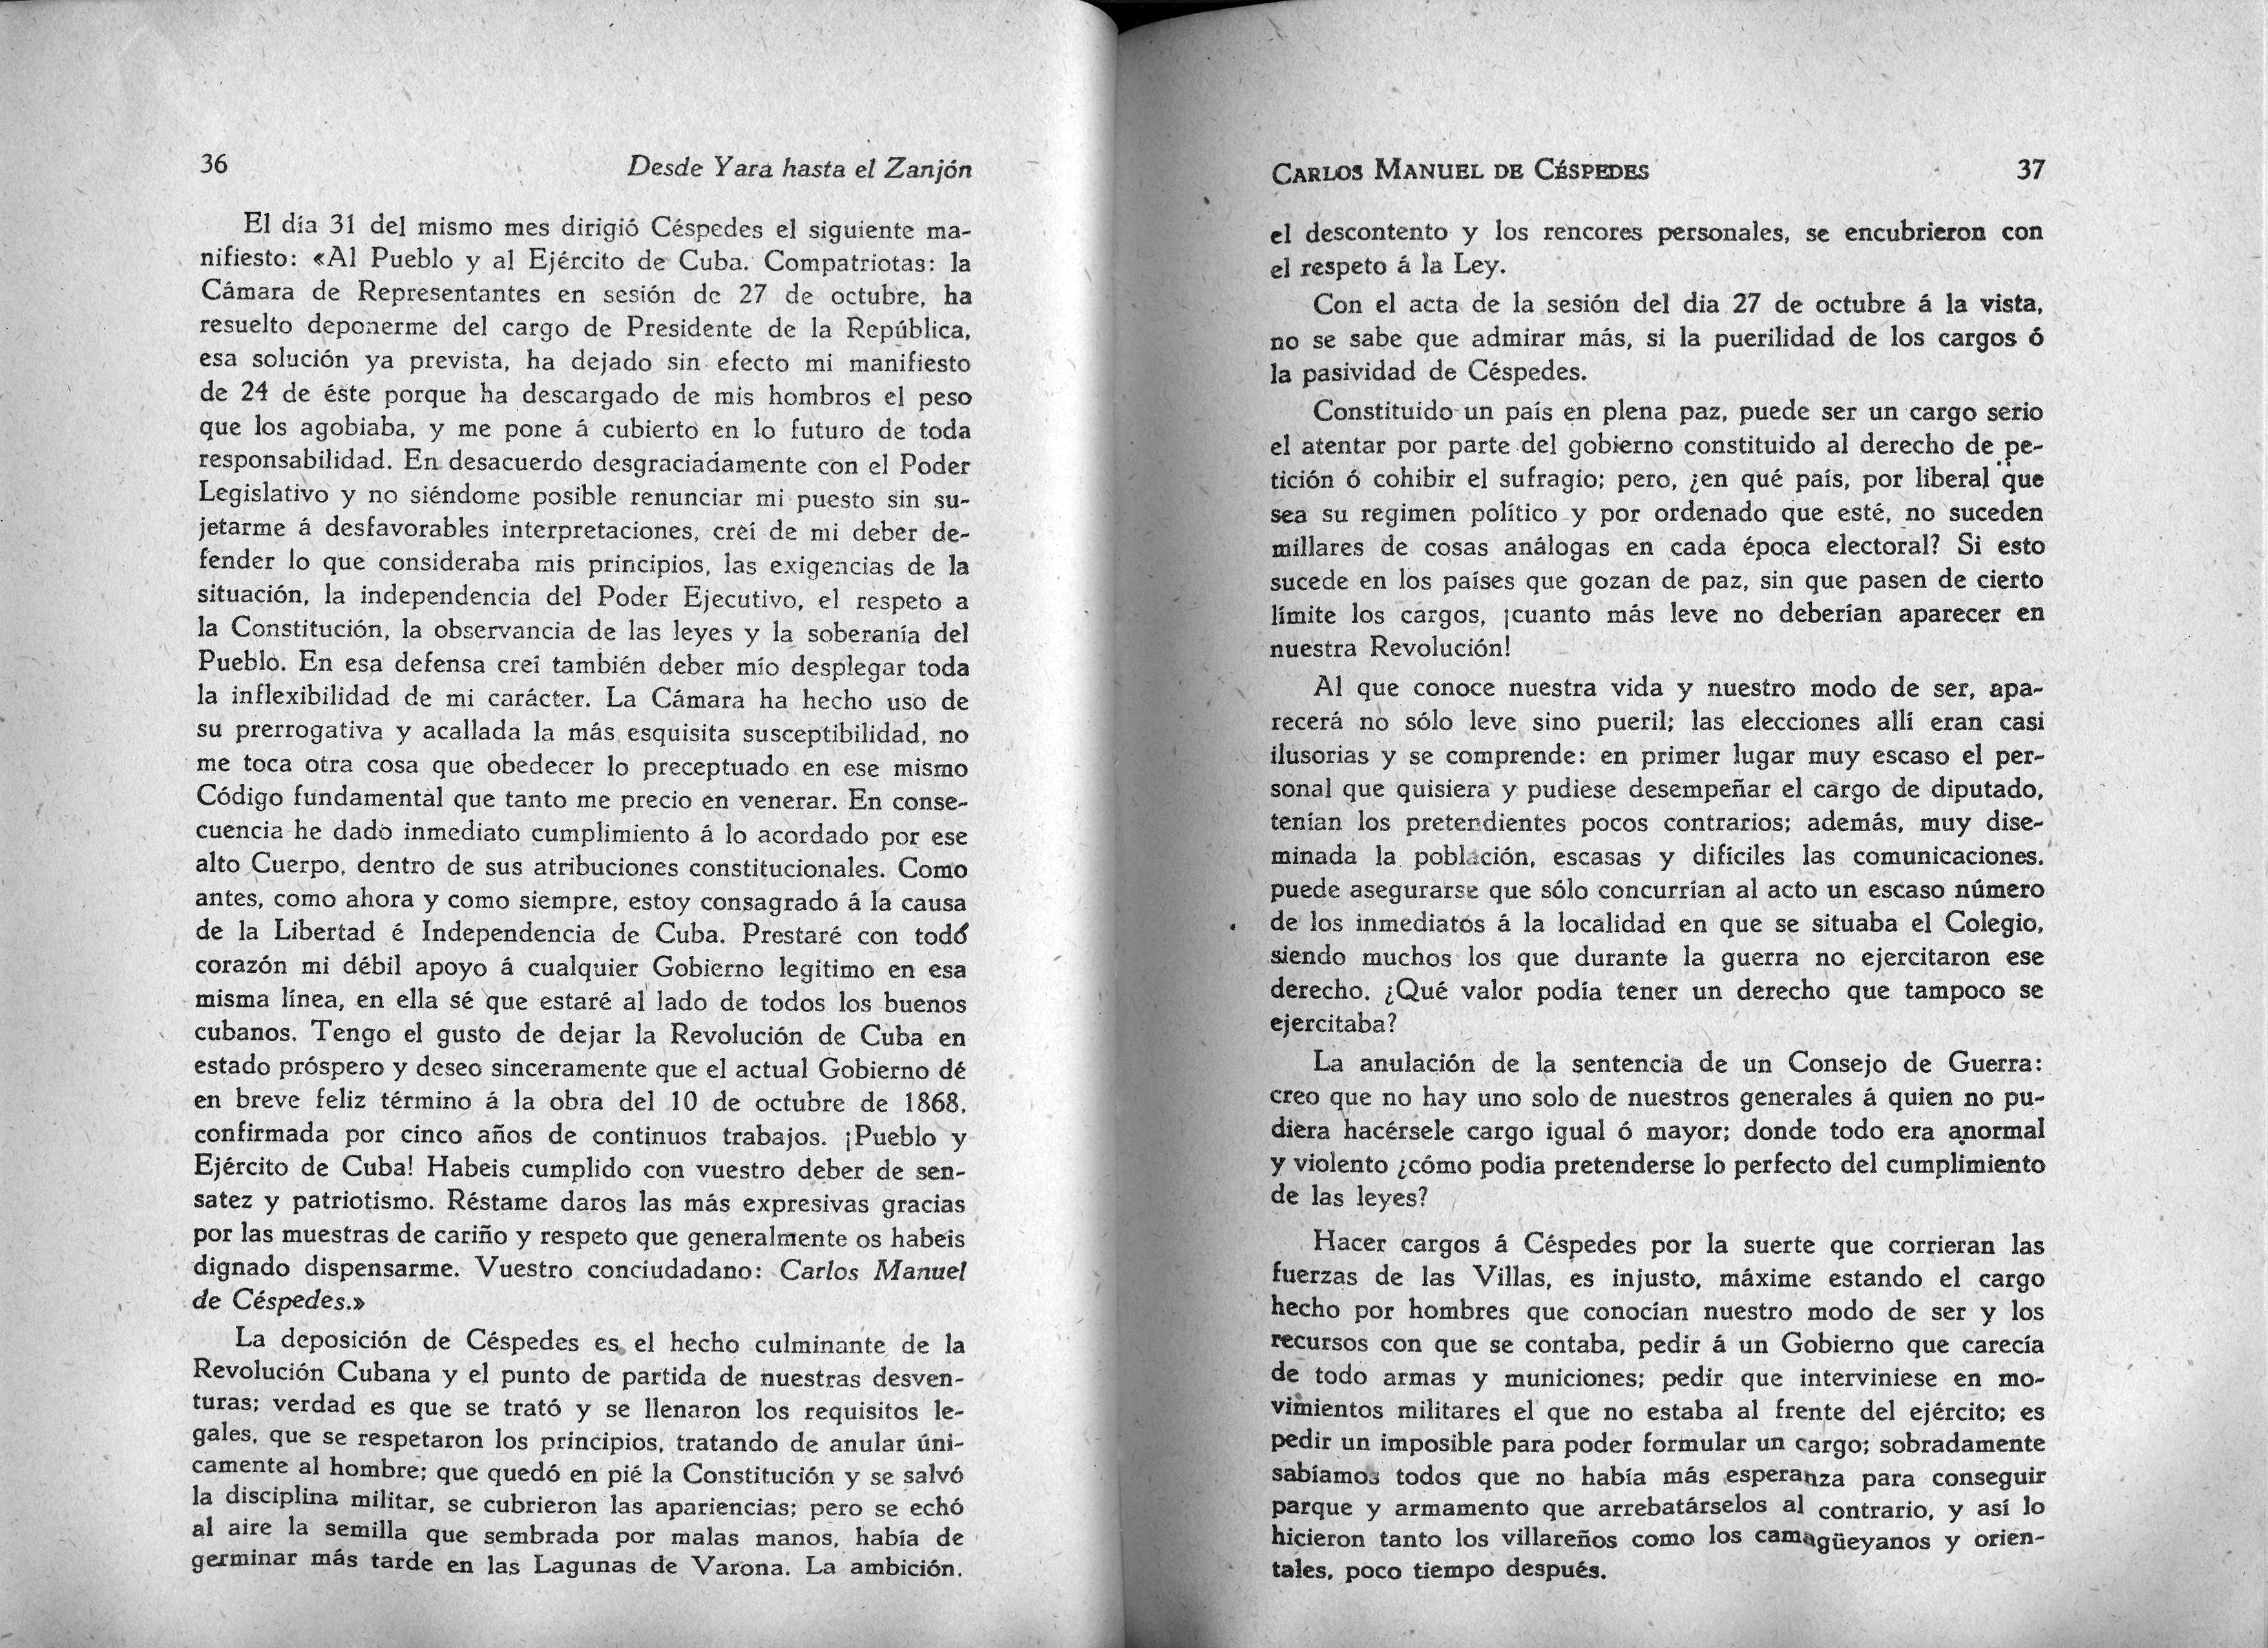 36 Desde Yara hasta el Zanjón
El día 31 del mismo mes dirigió Céspedes el siguiente ma-
nifiesto: «Al Pueblo y al Ejército de Cuba. Compatriotas: la
Cámara de Representantes en sesión de 27 de octubre, ha
resuelto deponerme del cargo de Presidente de la República,
esa solución ya prevista, ha dejado sin efecto mi manifiesto
de 24 de éste porque ha descargado de mis hombros el peso
que los agobiaba, y me pone á cubierto en lo futuro de toda
responsabilidad. En desacuerdo desgraciadamente con el Poder
Legislativo y no siéndome posible renunciar mi puesto sin su-
jetarme á desfavorables interpretaciones, creí de mi deber de-
fender lo que consideraba mis principios, las exigencias de la
situación, la independencia del Poder Ejecutivo, el respeto a
la Constitución, la observancia de las leyes y la soberanía del
Pueblo. En esa defensa creí también deber mío desplegar toda
la inflexibilidad de mi carácter. La Cámara ha hecho uso de
su prerrogativa y acallada la más esquisita susceptibilidad, no
me toca otra cosa que obedecer lo preceptuado en ese mismo
Código fundamental que tanto me precio en venerar. En conse-
cuencia he dado inmediato cumplimiento á lo acordado por ese
alto Cuerpo, dentro de sus atribuciones constitucionales. Como
antes, como ahora y como siempre, estoy consagrado á la causa
de la Libertad é Independencia de Cuba. Prestaré con todo
corazón mi débil apoyo á cualquier Gobierno legitimo en esa
misma línea, en ella sé que estaré al lado de todos los buenos
cubanos. Tengo el gusto de dejar la Revolución de Cuba en
estado próspero y deseo sinceramente que el actual Gobierno dé
en breve feliz término á la obra del 10 de octubre de 1868,
confirmada por cinco años de continuos trabajos. ¡Pueblo y
Ejército de Cuba! Habeis cumplido con vuestro deber de sen-
satez y patriotismo. Réstame daros las más expresivas gracias
por las muestras de cariño y respeto que generalmente os habeis
dignado dispensarme. Vuestro conciudadano: Carlos Manuel
de Céspedes.»
La deposición de Céspedes es el hecho culminante de la
Revolución Cubana y el punto de partida de nuestras desven-
turas; verdad es que se trató y se llenaron los requisitos le-
gales, que se respetaron los principios, tratando de anular úni-
camente al hombre; que quedó en pié la Constitución y se salvó
la disciplina militar, se cubrieron las apariencias; pero se echó
al aire la semilla que sembrada por malas manos, había de
germinar más tarde en las Lagunas de Varona. La ambición,
CARLOS MANUEL DE CÉSPEDES 37
el descontento y los rencores personales, se encubrieron con
el respeto á la Ley.
Con el acta de la sesión del dia 27 de octubre á la vista,
no se sabe que admirar más, si la puerilidad de los cargos ó
la pasividad de Céspedes.
Constituido un país en plena paz, puede ser un cargo serio
el atentar por parte del gobierno constituido al derecho de pe-
tición ó cohibir el sufragio; pero, ¿en qué país, por liberal que
sea su regimen político y por ordenado que esté, no suceden
millares de cosas análogas en cada época electoral? Si esto
sucede en los países que gozan de paz, sin que pasen de cierto
límite los cargos, ¡cuanto más leve no deberían aparecer en
nuestra Revolución!
Al que conoce nuestra vida y nuestro modo de ser, apa-
recerá no sólo leve sino pueril; las elecciones allí eran casi
ilusorias y se comprende: en primer lugar muy escaso el per-
sonal que quisiera y pudiese desempeñar el cargo de diputado,
tenían los pretendientes pocos contrarios; además, muy dise-
minada la población, escasas y difíciles las comunicaciones,
puede asegurarse que sólo concurrían al acto un escaso número
de los inmediatos á la localidad en que se situaba el Colegio,
siendo muchos los que durante la guerra no ejercitaron ese
derecho. ¿Qué valor podía tener un derecho que tampoco se
ejercitaba?
La anulación de la sentencia de un Consejo de Guerra:
creo que no hay uno solo de nuestros generales á quien no pu-
diera hacérsele cargo igual ó mayor; donde todo era anormal
y violento ¿cómo podía pretenderse lo perfecto del cumplimiento
de las leyes?
Hacer cargos á Céspedes por la suerte que corrieran las
fuerzas de las Villas, es injusto, máxime estando el cargo
hecho por hombres que conocían nuestro modo de ser y los
recursos con que se contaba, pedir á un Gobierno que carecía
de todo armas y municiones; pedir que interviniese en mo-
vimientos militares el que no estaba al frente del ejército; es
pedir un imposible para poder formular un cargo; sobradamente
sabíamos todos que no había más esperanza para conseguir
parque y armamento que arrebatárselos al contrario, y así lo
hicieron tanto los villareños como los camagüeyanos y orien-
tales, poco tiempo después.